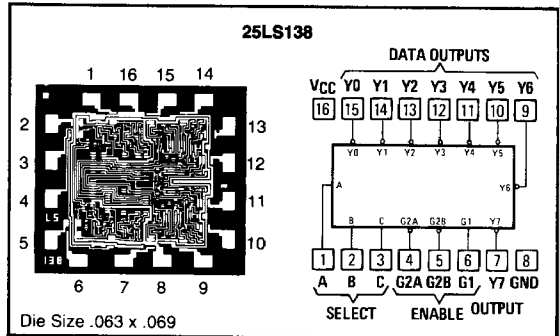 25LS138
DATA OUTPUTS
VCC Y0 Y1 Y2 Y3 Y4 Y5 Y6
16 15 14 13 12 11 10 9
Y0 Y1 Y2 Y3 Y4 Y5
A Y6
B C G2A G2B G1 Y7
1 2 3 4 5 6 7 8
A B C G2A G2B G1 Y7 GND
SELECT ENABLE OUTPUT
1 16 15 14
2 13
3 12
4 11
LS
5 10
6 7 8 9
Die Size .063 x .069